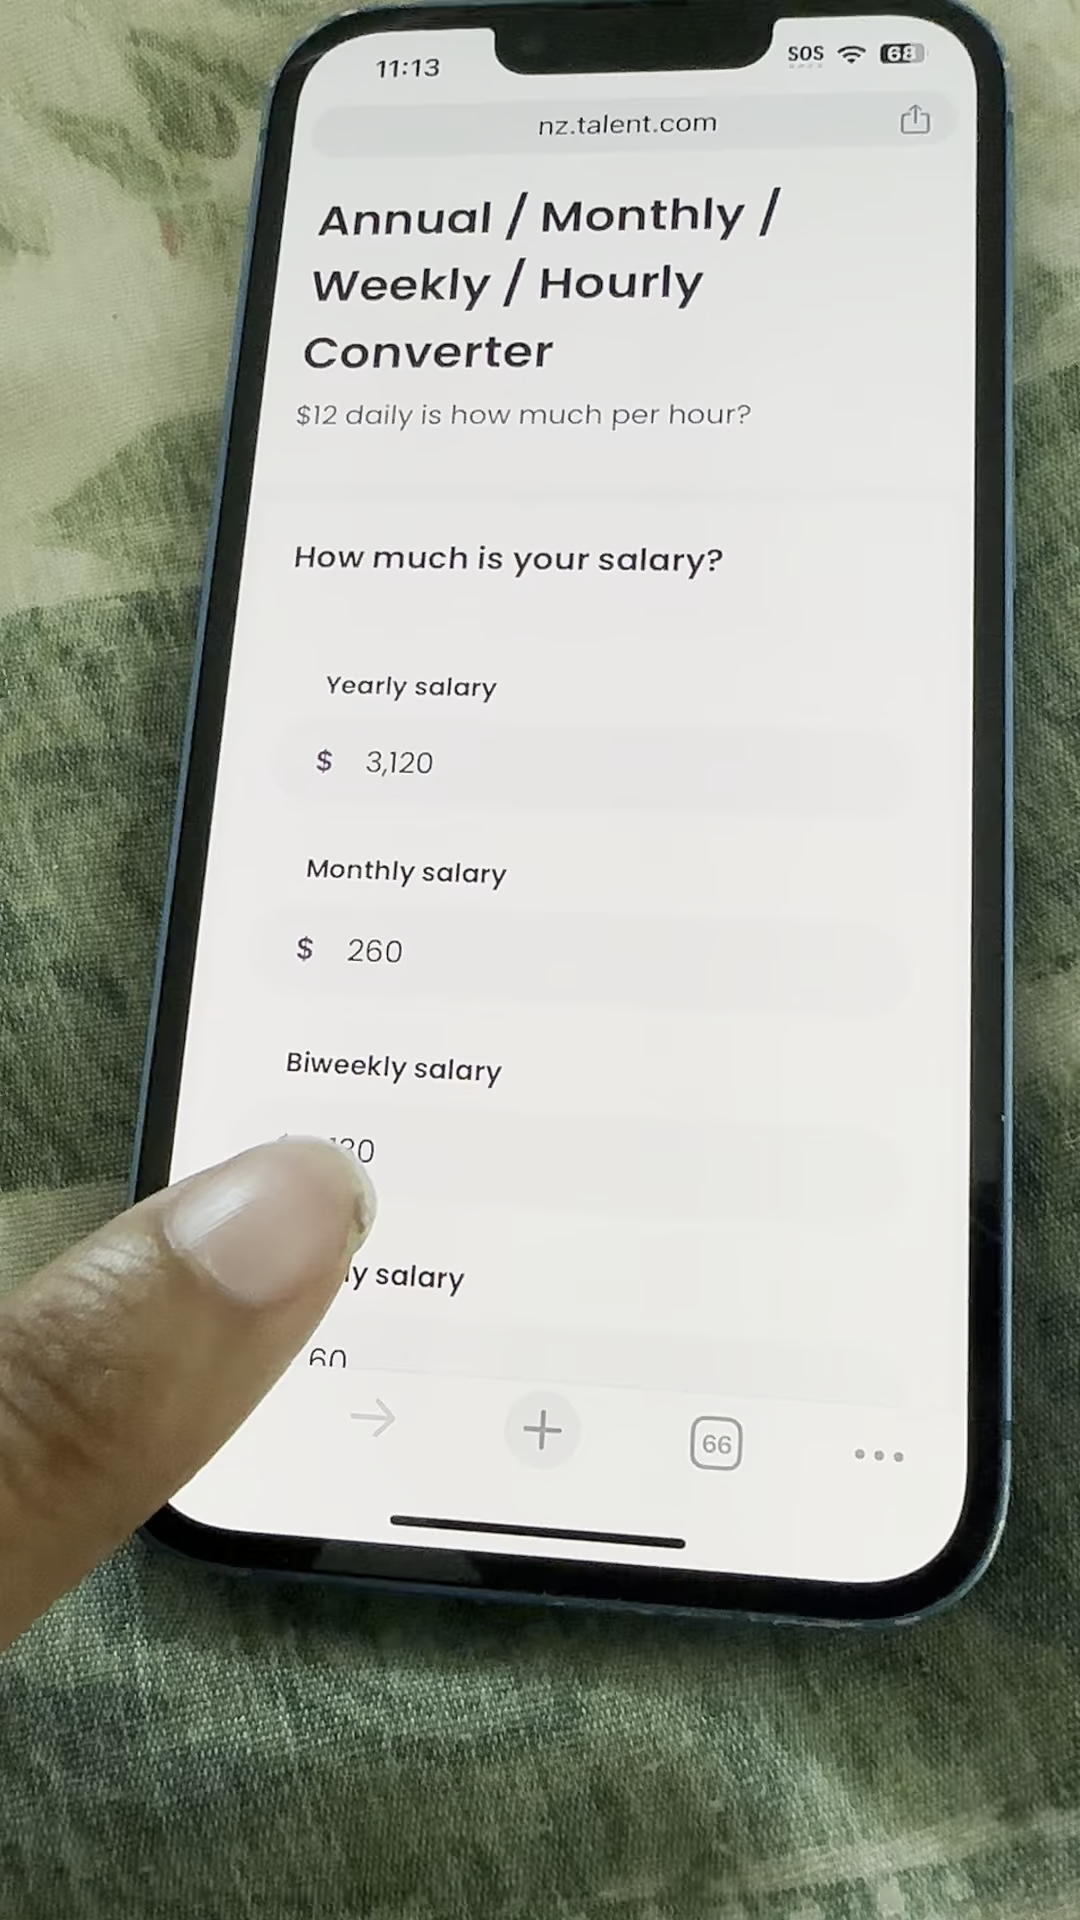 11:13
SOS
68
nz.talent.com
Annual / Monthly /
Weekly / Hourly
Converter
$12 daily is how much per hour?
How much is your salary?
Yearly salary
$ 3,120
Monthly salary
$ 260
Biweekly salary
salary
60
66